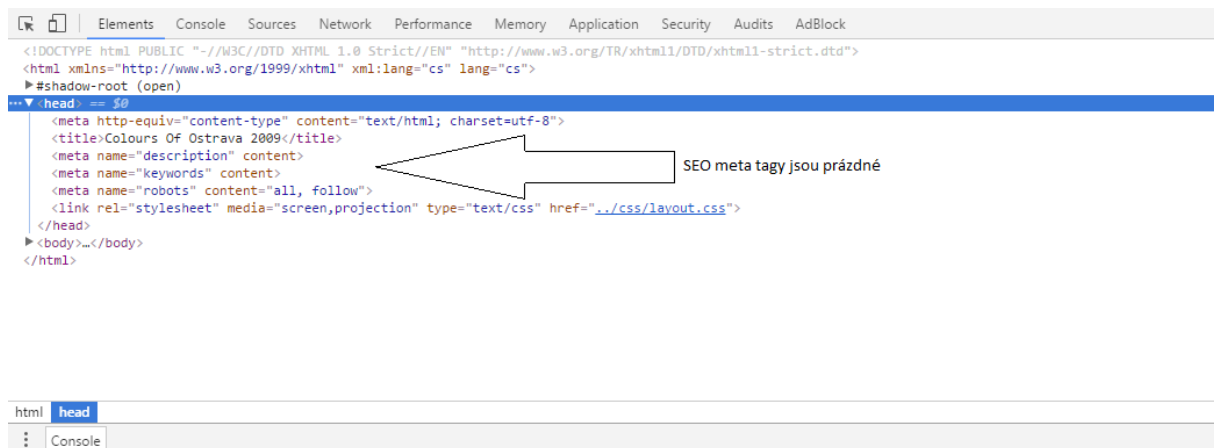 Elements Console Sources Network Performance Memory Application Security Audits AdBlock
<!DOCTYPE html PUBLIC "-//W3C//DTD XHTML 1.0 Strict//EN" "http://www.w3.org/TR/xhtml1/DTD/xhtml1-strict.dtd">
<html xmlns="http://www.w3.org/1999/xhtml" xml:lang="cs" lang="cs">
▶#shadow-root (open)
…▼<head> == $0
<meta http-equiv="content-type" content="text/html; charset=utf-8">
<title>Colours Of Ostrava 2009</title>
<meta name="description" content>
SEO meta tagy jsou prázdné
<meta name="keywords" content>
<meta name="robots" content="all, follow">
<link rel="stylesheet" media="screen,projection" type="text/css" href="../css/layout.css">
</head>
▶<body>…</body>
</html>
html head
Console